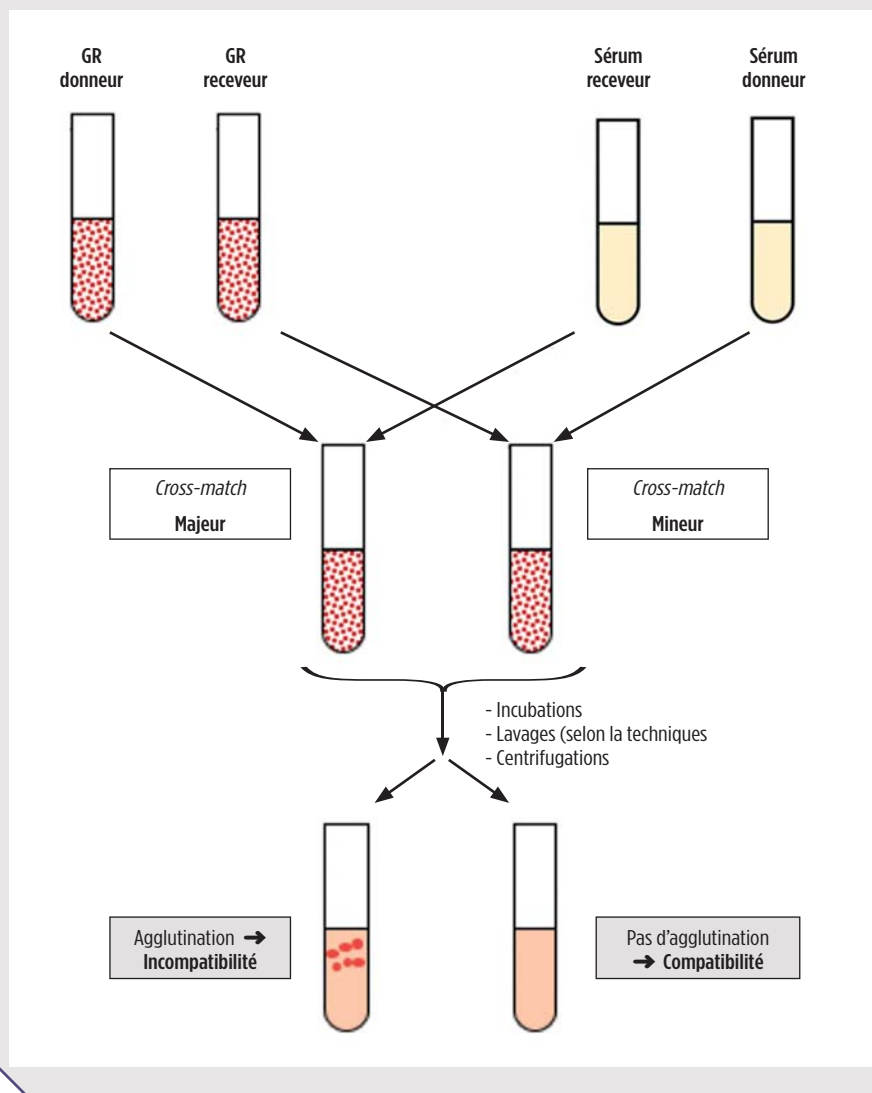 GR
donneur
GR
receveur
Sérum
receveur
Sérum
donneur
Cross-match
Majeur
Cross-match
Mineur
- Incubations
- Lavages (selon la techniques
- Centrifugations
Agglutination ➔
Incompatibilité
Pas d'agglutination
➔ Compatibilité